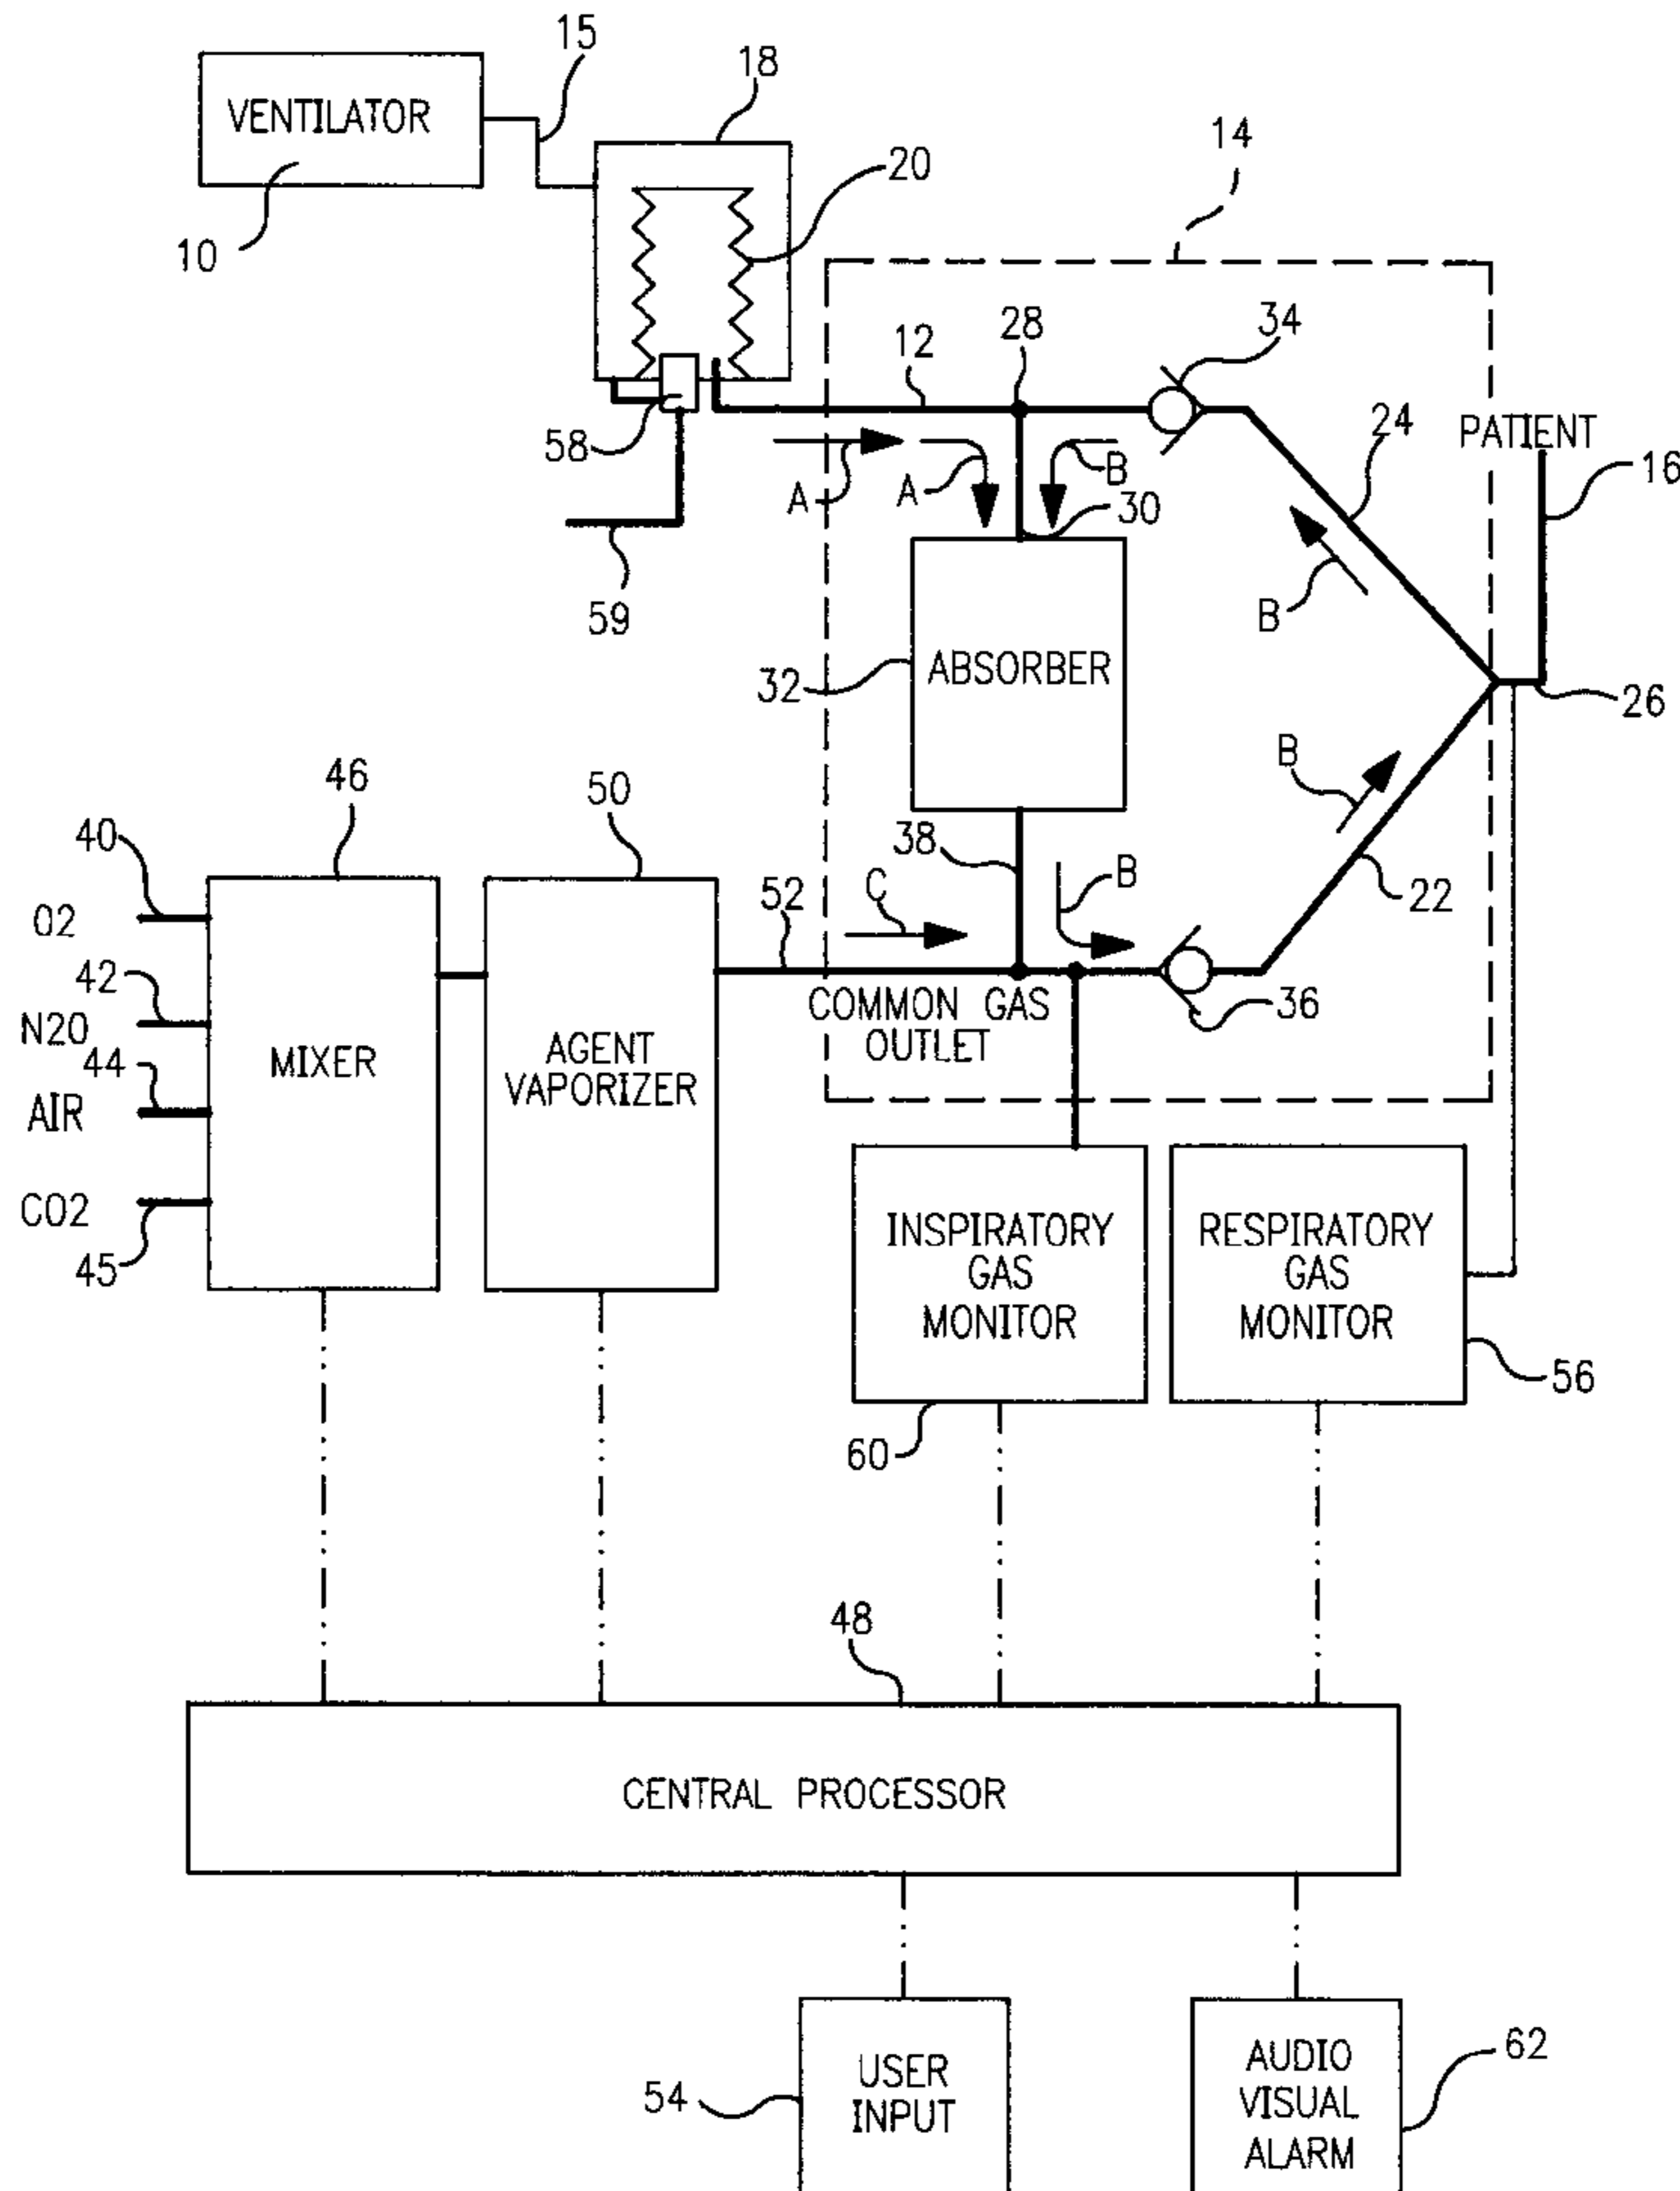 15
18
VENTILATOR
14
20
10
12
28
34
24
PATIENT
58
A
A
B
16
30
59
B
ABSORBER
32
26
B
46
50
40
38
B
O2
52
C
22
42
COMMON GAS
OUTLET
36
N2O
44
MIXER
AGENT
VAPORIZER
AIR
CO2
INSPIRATORY
GAS
MONITOR
RESPIRATORY
GAS
MONITOR
45
56
60
48
CENTRAL PROCESSOR
54
USER
INPUT
AUDIO
VISUAL
ALARM
62